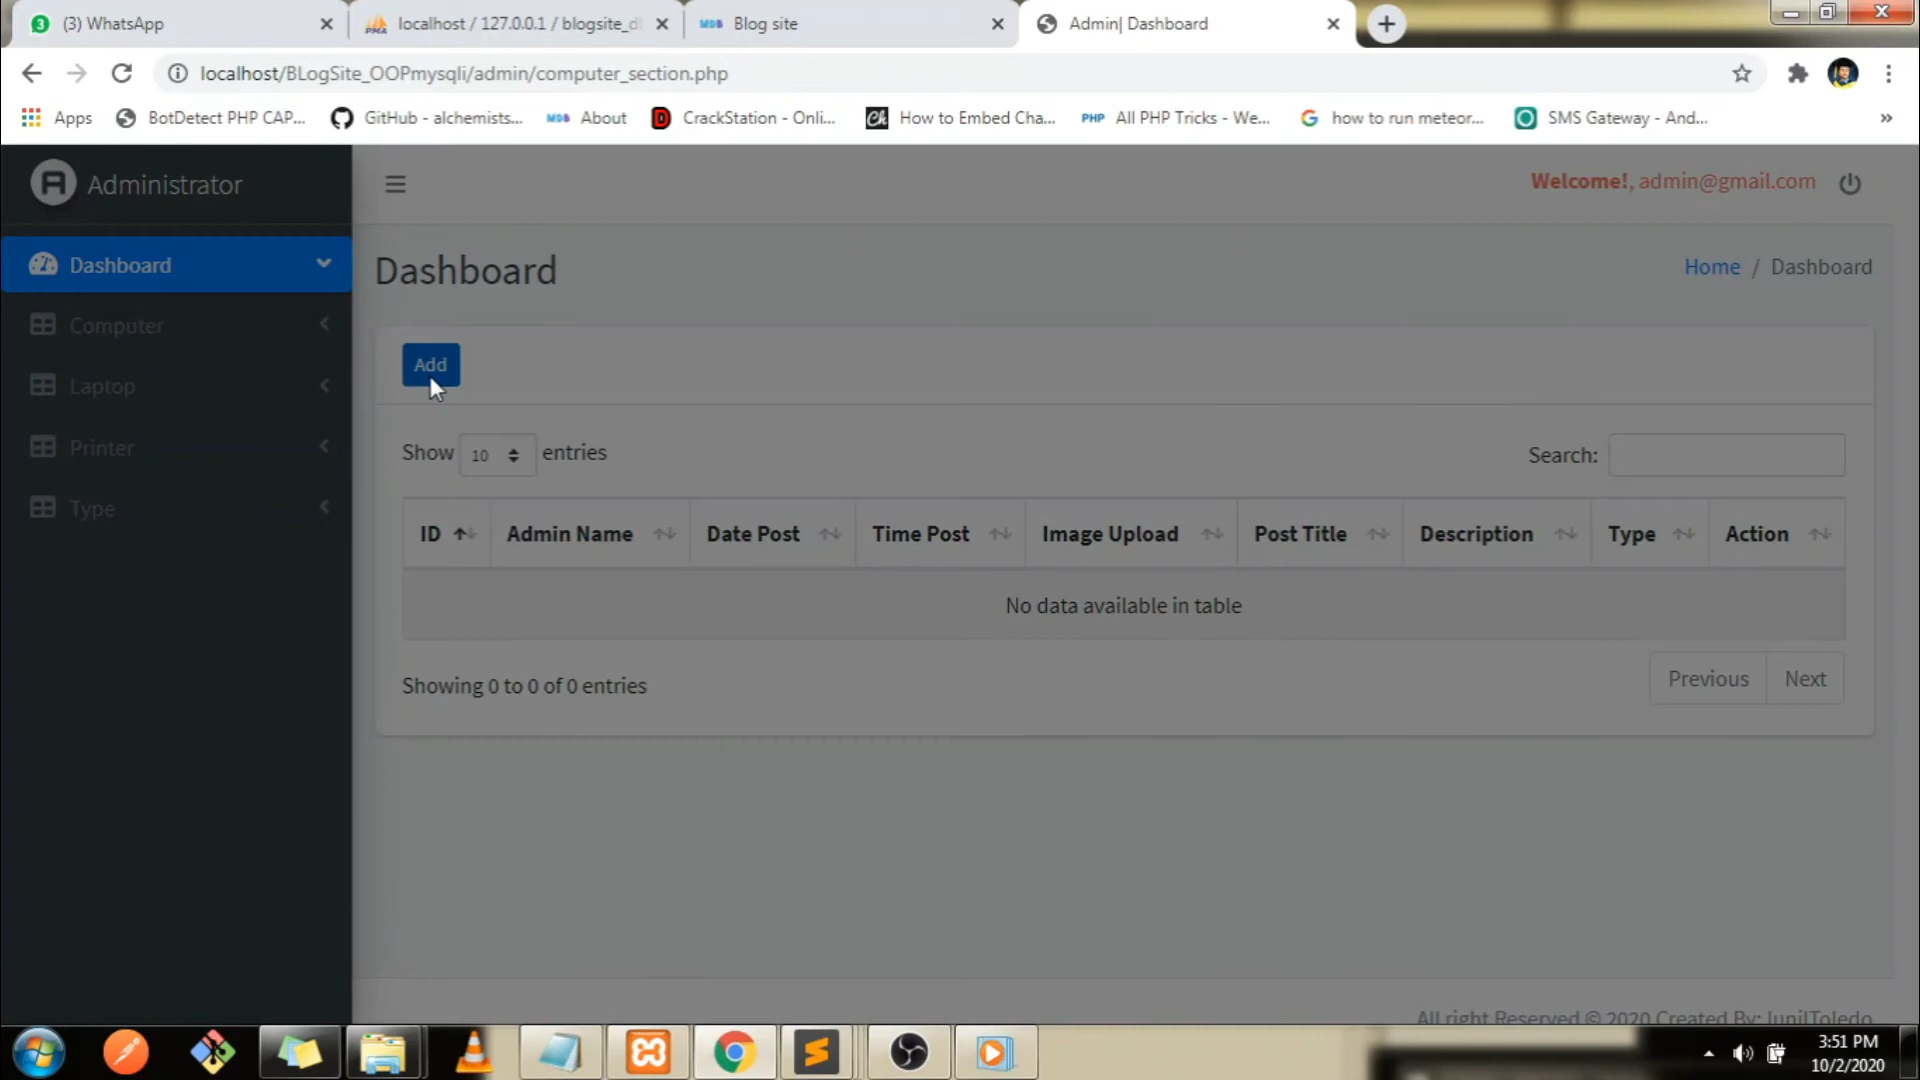 (3) WhatsApp
localhost / 127.0.0.1 / blogsite_d
Blog site
Admin| Dashboard
localhost/BLogSite_OOPmysqli/admin/computer_section.php
Apps
BotDetect PHP CAP...
GitHub - alchemists...
MDB About
CrackStation - Onli...
Ch How to Embed Cha...
PHP All PHP Tricks - We...
G how to run meteor...
SMS Gateway - And...
Administrator
Welcome!, admin@gmail.com
Dashboard
Computer
Laptop
Printer
Type
Dashboard
Home / Dashboard
Add
Show 10 entries
Search:
ID Admin Name Date Post Time Post Image Upload Post Title Description Type Action
No data available in table
Showing 0 to 0 of 0 entries
Previous Next
All right Reserved © 2020 Created By: JunilToledo
3:51 PM
10/2/2020